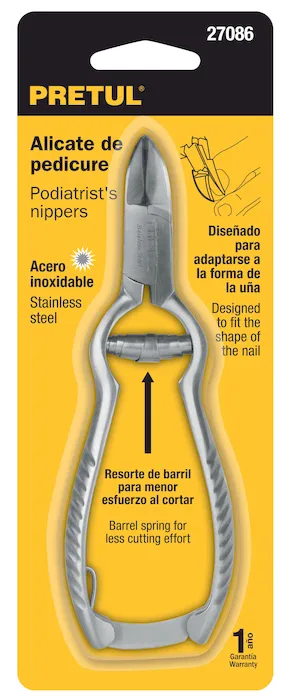 27086
PRETUL®
Alicate de
pedicure
Podiatrist's
nippers
Diseñado
para
adaptarse a
la forma de
la uña
Designed
to fit the
shape of
the nail
Acero
inoxidable
Stainless
steel
Resorte de barril
para menor
esfuerzo al cortar
Barrel spring for
less cutting effort
1 año
Garantía
Warranty